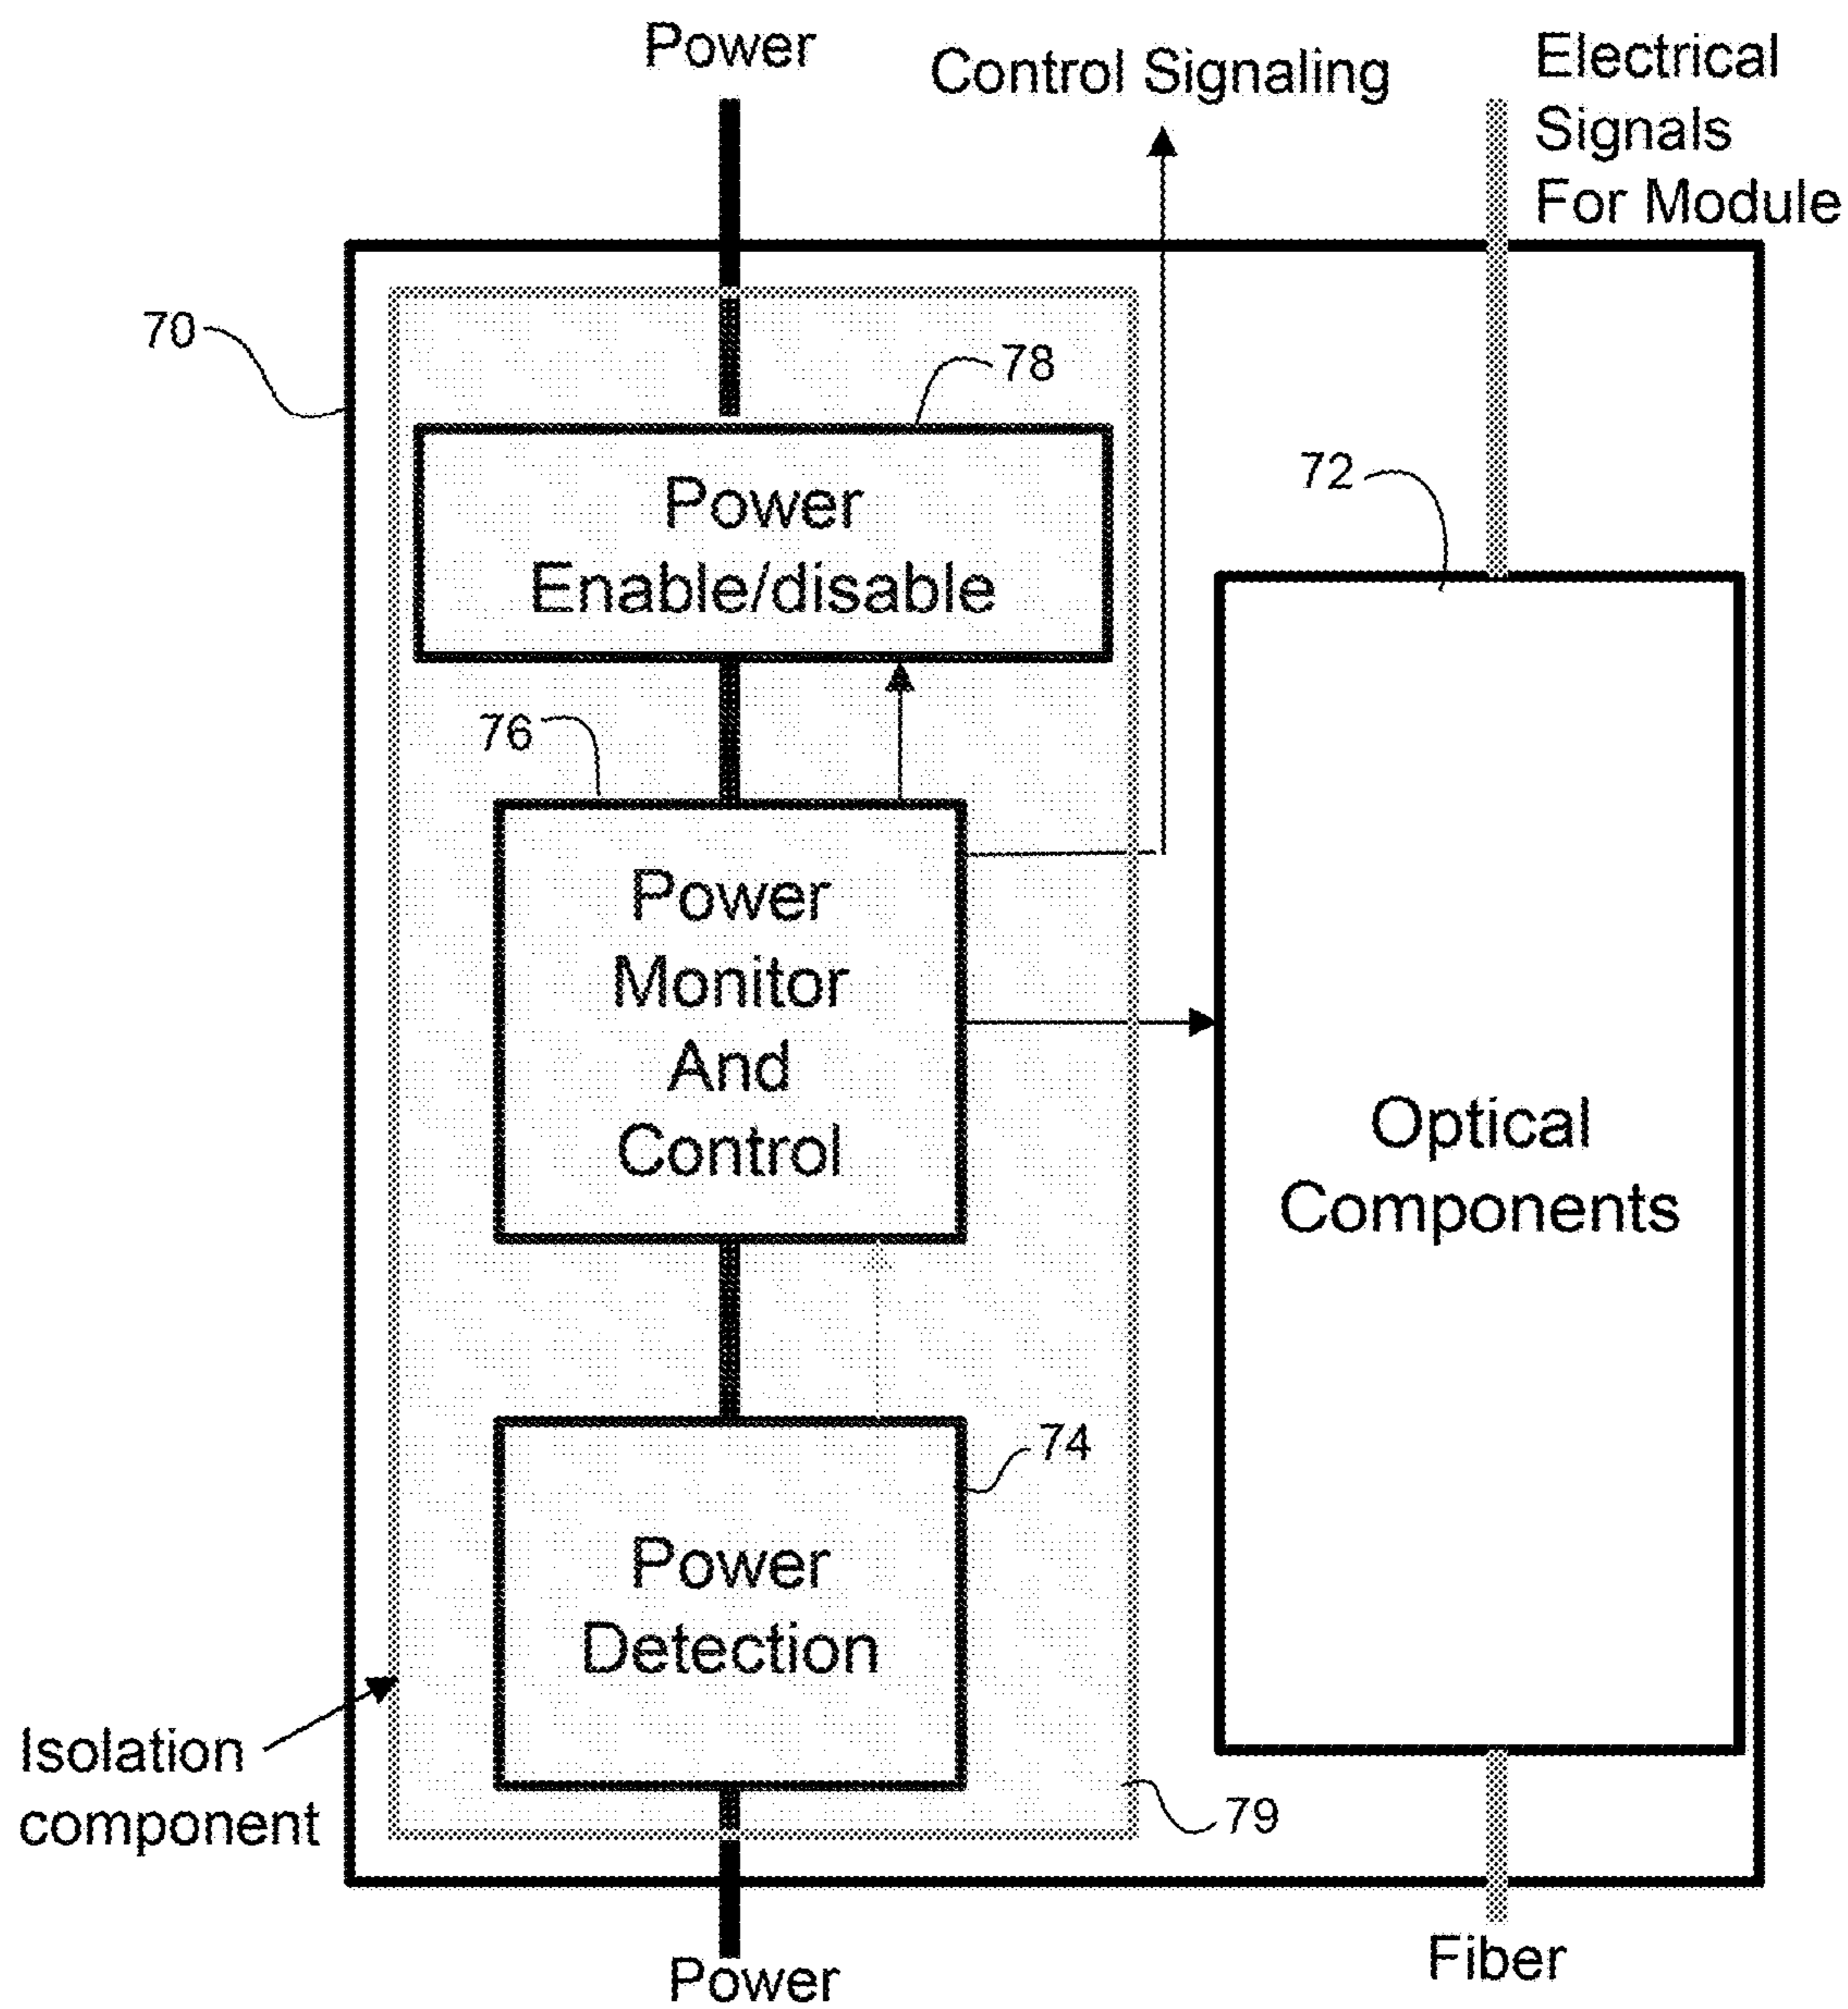 Power
Control Signaling
Electrical
Signals
For Module
70
78
Power
Enable/disable
72
76
Power
Monitor
And
Control
Optical
Components
74
Power
Detection
Isolation
component
79
Power
Fiber